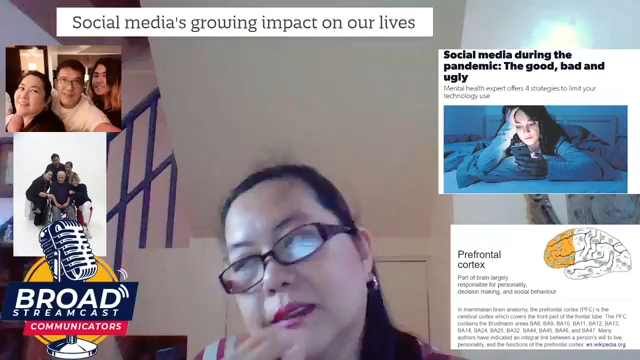 Social media's growing impact on our lives
Social media during the
pandemic: The good, bad and
ugly
Mental health expert offers 4 strategies to limit your
technology use
Prefrontal
cortex
Part of brain largely
responsible for personality,
decision making, and social behaviour
In mammalian brain anatomy, the prefrontal cortex (PFC) is the
cerebral cortex which covers the front part of the frontal lobe. The PFC
contains the Brodmann areas BA8, BA9, BA10, BA11, BA12, BA13,
BA14, BA24, BA25, BA32, BA44, BA45, BA46, and BA47. Many
authors have indicated an integral link between a person's will to live,
personality, and the functions of the prefrontal cortex. en.wikipedia.org
BROAD
STREAMCAST
COMMUNICATORS